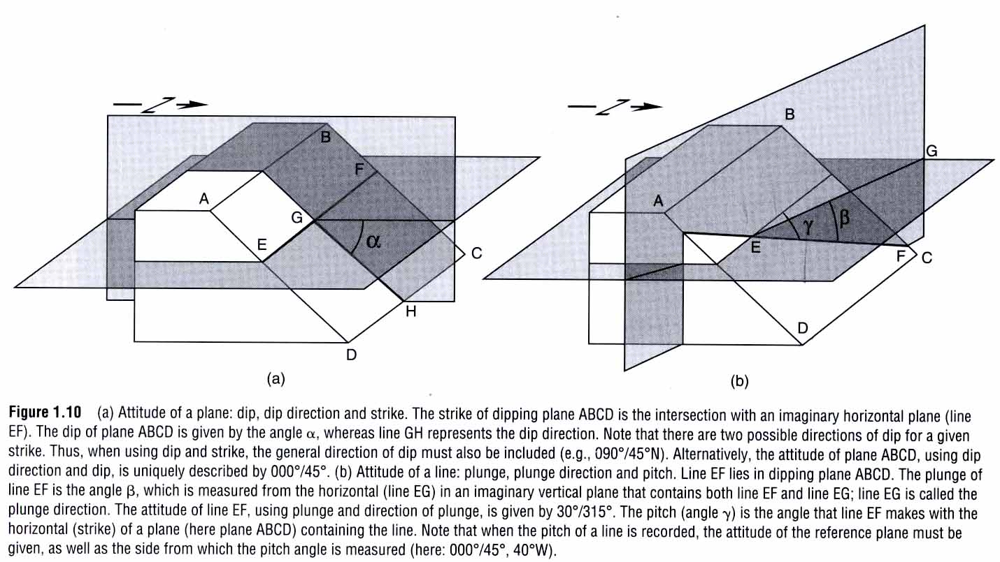 N
B
F
A
G
α
E
C
H
D
(a)
N
B
G
A
γ
β
E
F
C
D
(b)
Figure 1.10 (a) Attitude of a plane: dip, dip direction and strike. The strike of dipping plane ABCD is the intersection with an imaginary horizontal plane (line
EF). The dip of plane ABCD is given by the angle α, whereas line GH represents the dip direction. Note that there are two possible directions of dip for a given
strike. Thus, when using dip and strike, the general direction of dip must also be included (e.g., 090°/45°N). Alternatively, the attitude of plane ABCD, using dip
direction and dip, is uniquely described by 000°/45°. (b) Attitude of a line: plunge, plunge direction and pitch. Line EF lies in dipping plane ABCD. The plunge of
line EF is the angle β, which is measured from the horizontal (line EG) in an imaginary vertical plane that contains both line EF and line EG; line EG is called the
plunge direction. The attitude of line EF, using plunge and direction of plunge, is given by 30°/315°. The pitch (angle γ) is the angle that line EF makes with the
horizontal (strike) of a plane (here plane ABCD) containing the line. Note that when the pitch of a line is recorded, the attitude of the reference plane must be
given, as well as the side from which the pitch angle is measured (here: 000°/45°, 40°W).